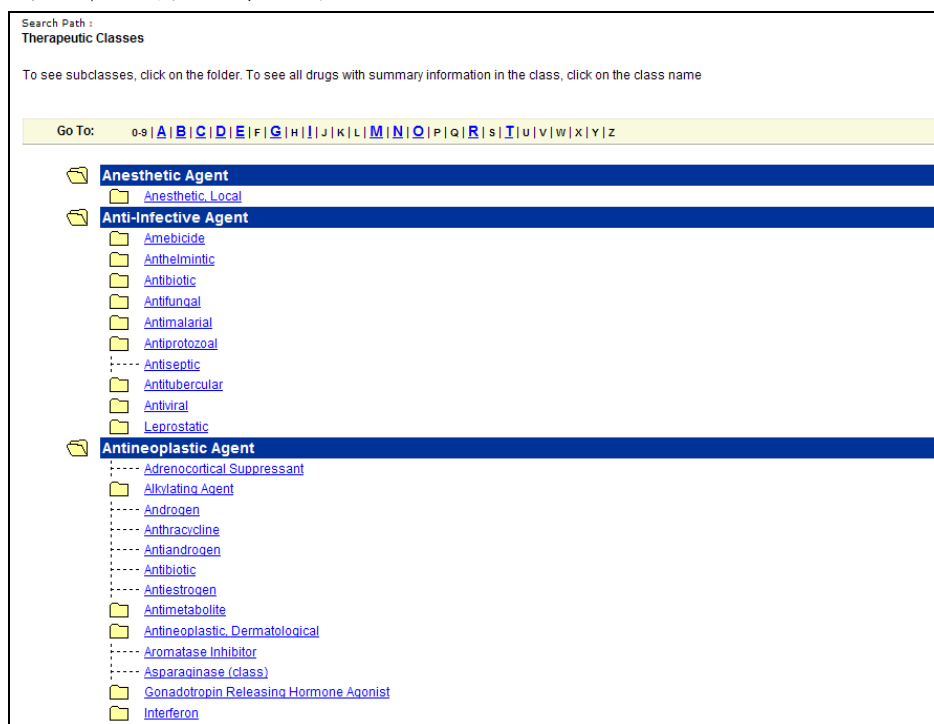 Search Path :
Therapeutic Classes
To see subclasses, click on the folder. To see all drugs with summary information in the class, click on the class name
Go To: 0-9 | A | B | C | D | E | F | G | H | I | J | K | L | M | N | O | P | Q | R | S | T | U | V | W | X | Y | Z
Anesthetic Agent
Anesthetic, Local
Anti-Infective Agent
Amebicide
Anthelmintic
Antibiotic
Antifungal
Antimalarial
Antiprotozoal
Antiseptic
Antitubercular
Antiviral
Leprostatic
Antineoplastic Agent
Adrenocortical Suppressant
Alkylating Agent
Androgen
Anthracycline
Antiandrogen
Antibiotic
Antiestrogen
Antimetabolite
Antineoplastic, Dermatological
Aromatase Inhibitor
Asparaginase (class)
Gonadotropin Releasing Hormone Agonist
Interferon